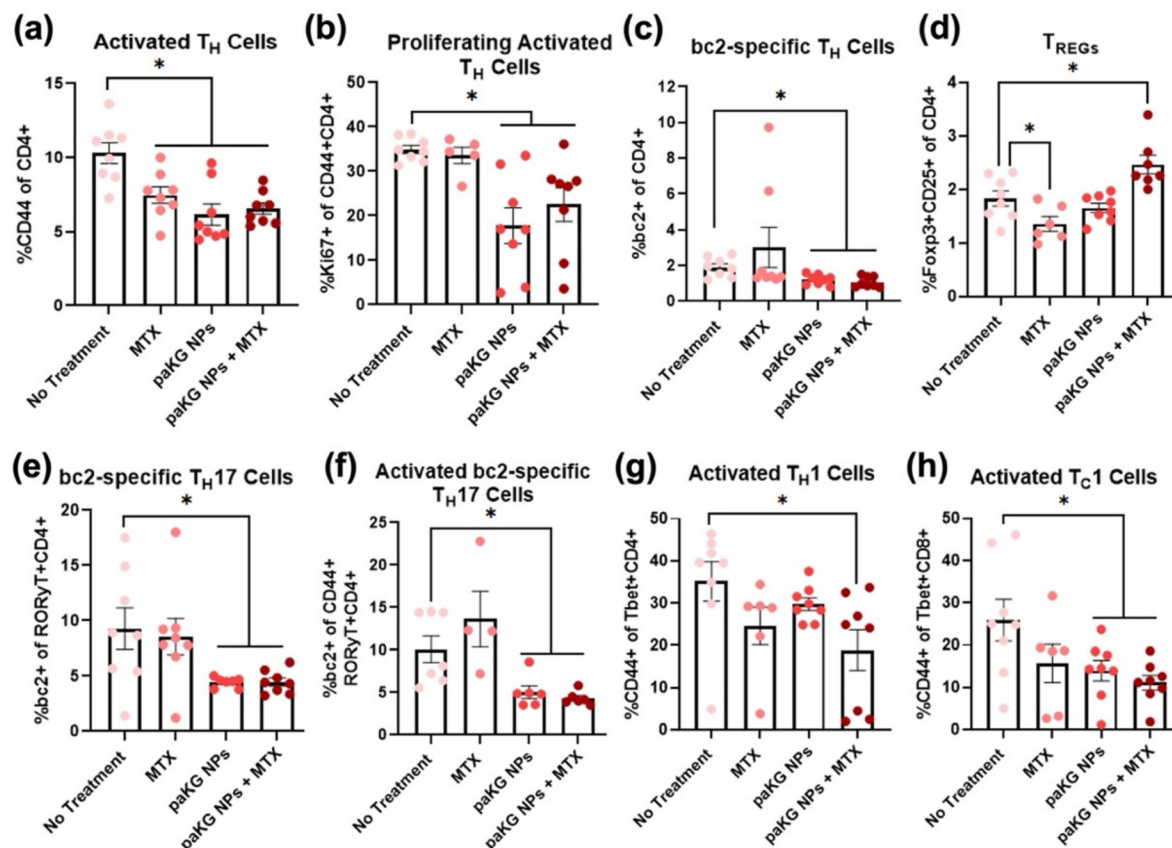 (a)
Activated TH Cells
*
%CD44 of CD4+
15
10
5
0
No Treatment
MTX
paKG NPs
paKG NPs + MTX
(b)
Proliferating Activated
TH Cells
*
%Ki67+ of CD44+CD4+
50
40
30
20
10
0
No Treatment
MTX
paKG NPs
paKG NPs + MTX
(c)
bc2-specific TH Cells
*
%bc2+ of CD4+
12
10
8
6
4
2
0
No Treatment
MTX
paKG NPs
paKG NPs + MTX
(d)
TREGs
*
*
%Foxp3+CD25+ of CD4+
4
3
2
1
0
No Treatment
MTX
paKG NPs
paKG NPs + MTX
(e)
bc2-specific TH17 Cells
*
%bc2+ of RORγT+CD4+
20
15
10
5
0
No Treatment
MTX
paKG NPs
paKG NPs + MTX
(f)
Activated bc2-specific
TH17 Cells
*
%bc2+ of CD44+
RORγT+CD4+
25
20
15
10
5
0
No Treatment
MTX
paKG NPs
paKG NPs + MTX
(g)
Activated TH1 Cells
*
%CD44+ of Tbet+CD4+
50
40
30
20
10
0
No Treatment
MTX
paKG NPs
paKG NPs + MTX
(h)
Activated TC1 Cells
*
%CD44+ of Tbet+CD8+
50
40
30
20
10
0
No Treatment
MTX
paKG NPs
paKG NPs + MTX